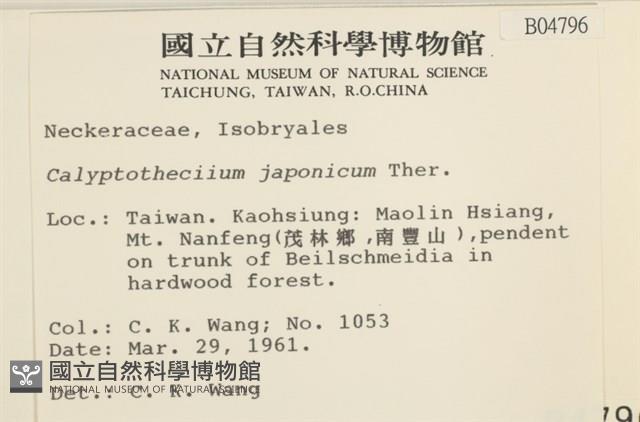 B04796
國立自然科學博物館
NATIONAL MUSEUM OF NATURAL SCIENCE
TAICHUNG, TAIWAN, R.O.CHINA
Neckeraceae, Isobryales
Calyptotheciium japonicum Ther.
Loc.: Taiwan. Kaohsiung: Maolin Hsiang,
Mt. Nanfeng(茂林鄉,南豐山),pendent
on trunk of Beilschmeidia in
hardwood forest.
Col.: C. K. Wang; No. 1053
Date: Mar. 29, 1961.
國立自然科學博物館
NATIONAL MUSEUM OF NATURAL SCIENCE
Det.: C. K. Wang